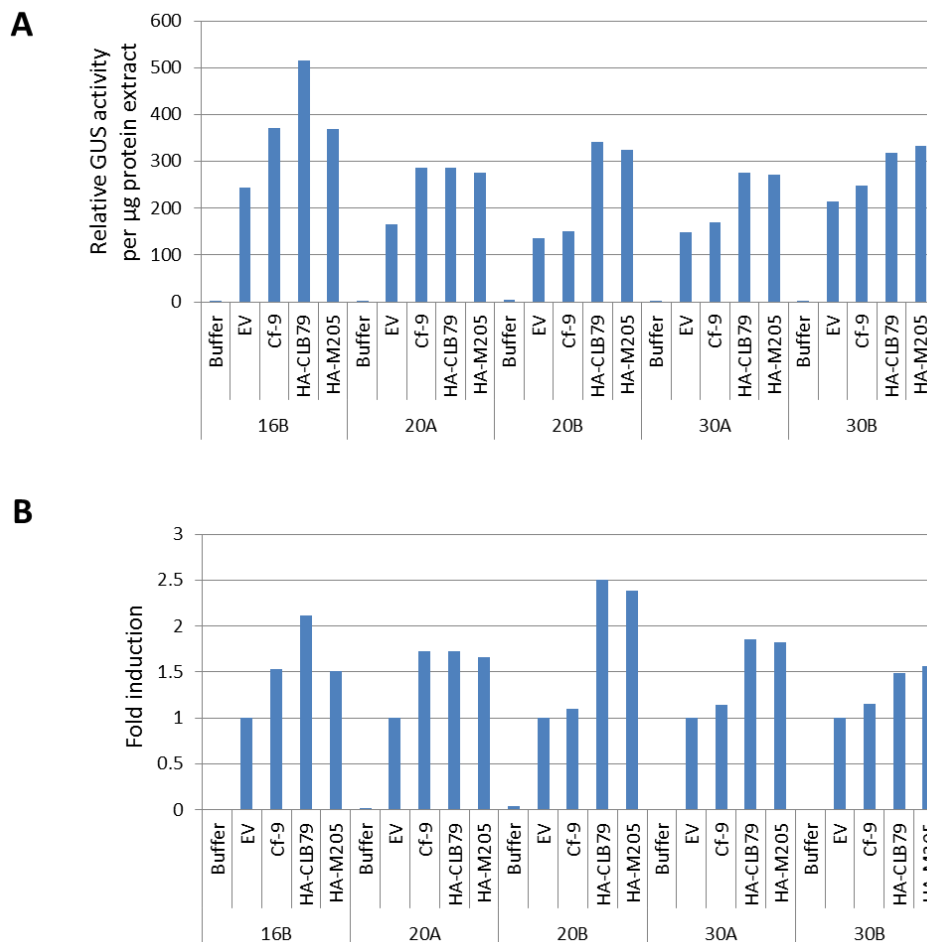 A
Relative GUS activity
per µg protein extract
600
500
400
300
200
100
0
Buffer EV Cf-9 HA-CLB79 HA-M205 Buffer EV Cf-9 HA-CLB79 HA-M205 Buffer EV Cf-9 HA-CLB79 HA-M205 Buffer EV Cf-9 HA-CLB79 HA-M205 Buffer EV Cf-9 HA-CLB79 HA-M205
16B 20A 20B 30A 30B
B
Fold induction
3
2.5
2
1.5
1
0.5
0
Buffer EV Cf-9 HA-CLB79 HA-M205 Buffer EV Cf-9 HA-CLB79 HA-M205 Buffer EV Cf-9 HA-CLB79 HA-M205 Buffer EV Cf-9 HA-CLB79 HA-M205 Buffer EV Cf-9 HA-CLB79 HA-M205
16B 20A 20B 30A 30B